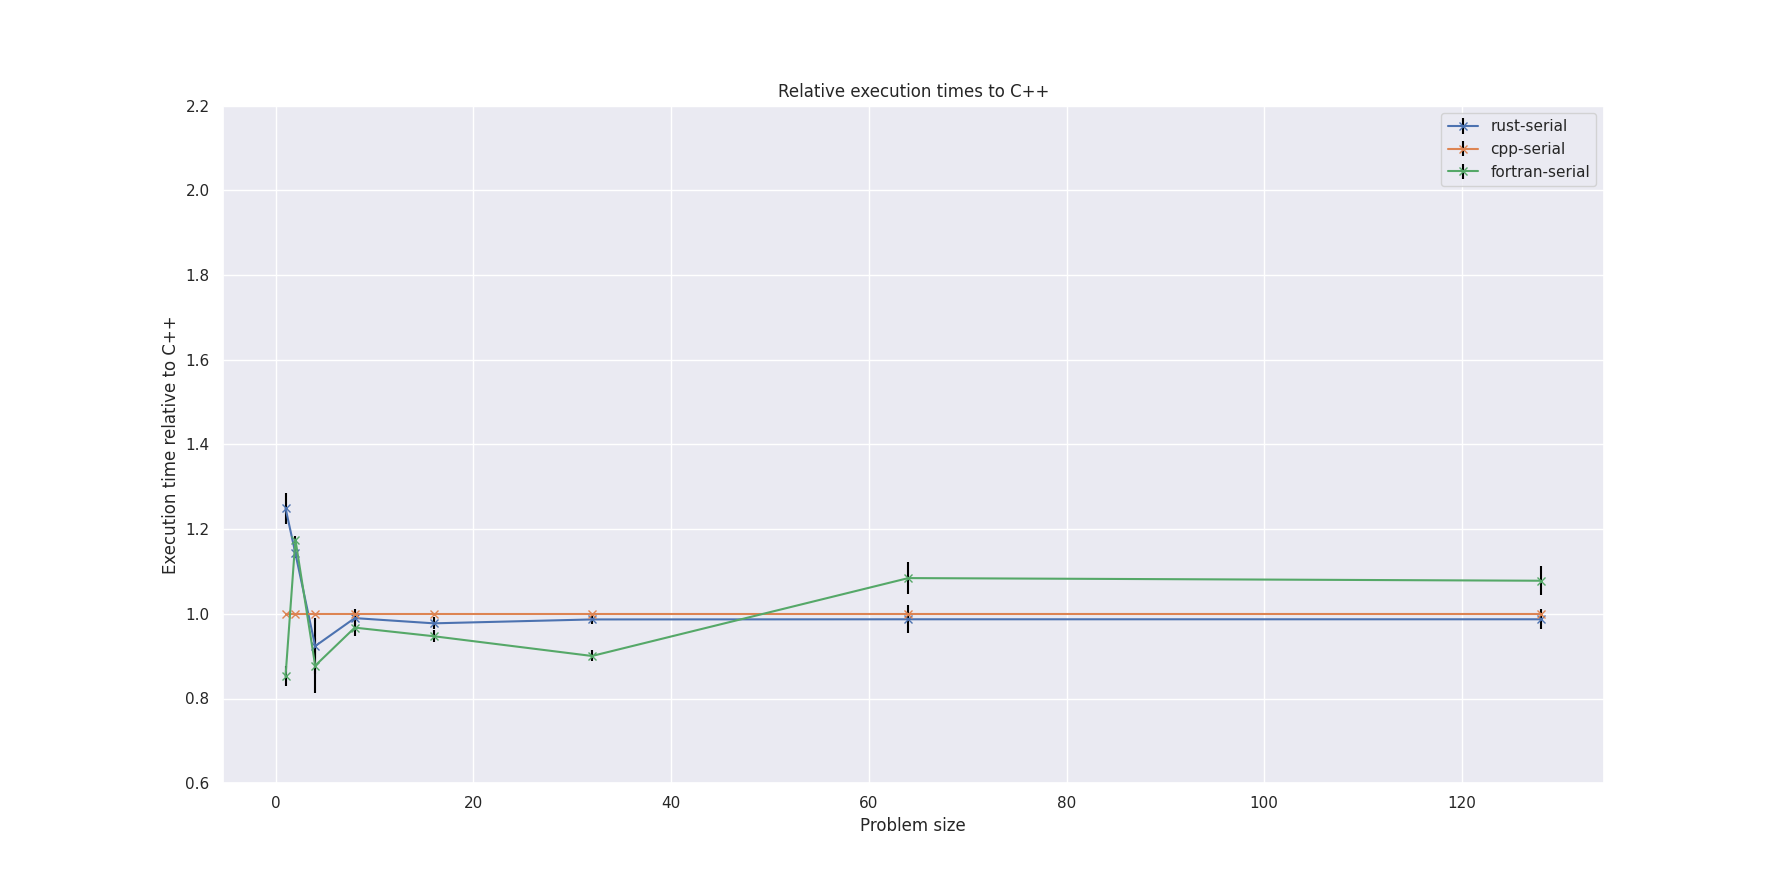 Relative execution times to C++
rust-serial
cpp-serial
fortran-serial
Execution time relative to C++
2.2
2.0
1.8
1.6
1.4
1.2
1.0
0.8
0.6
0 20 40 60 80 100 120
Problem size